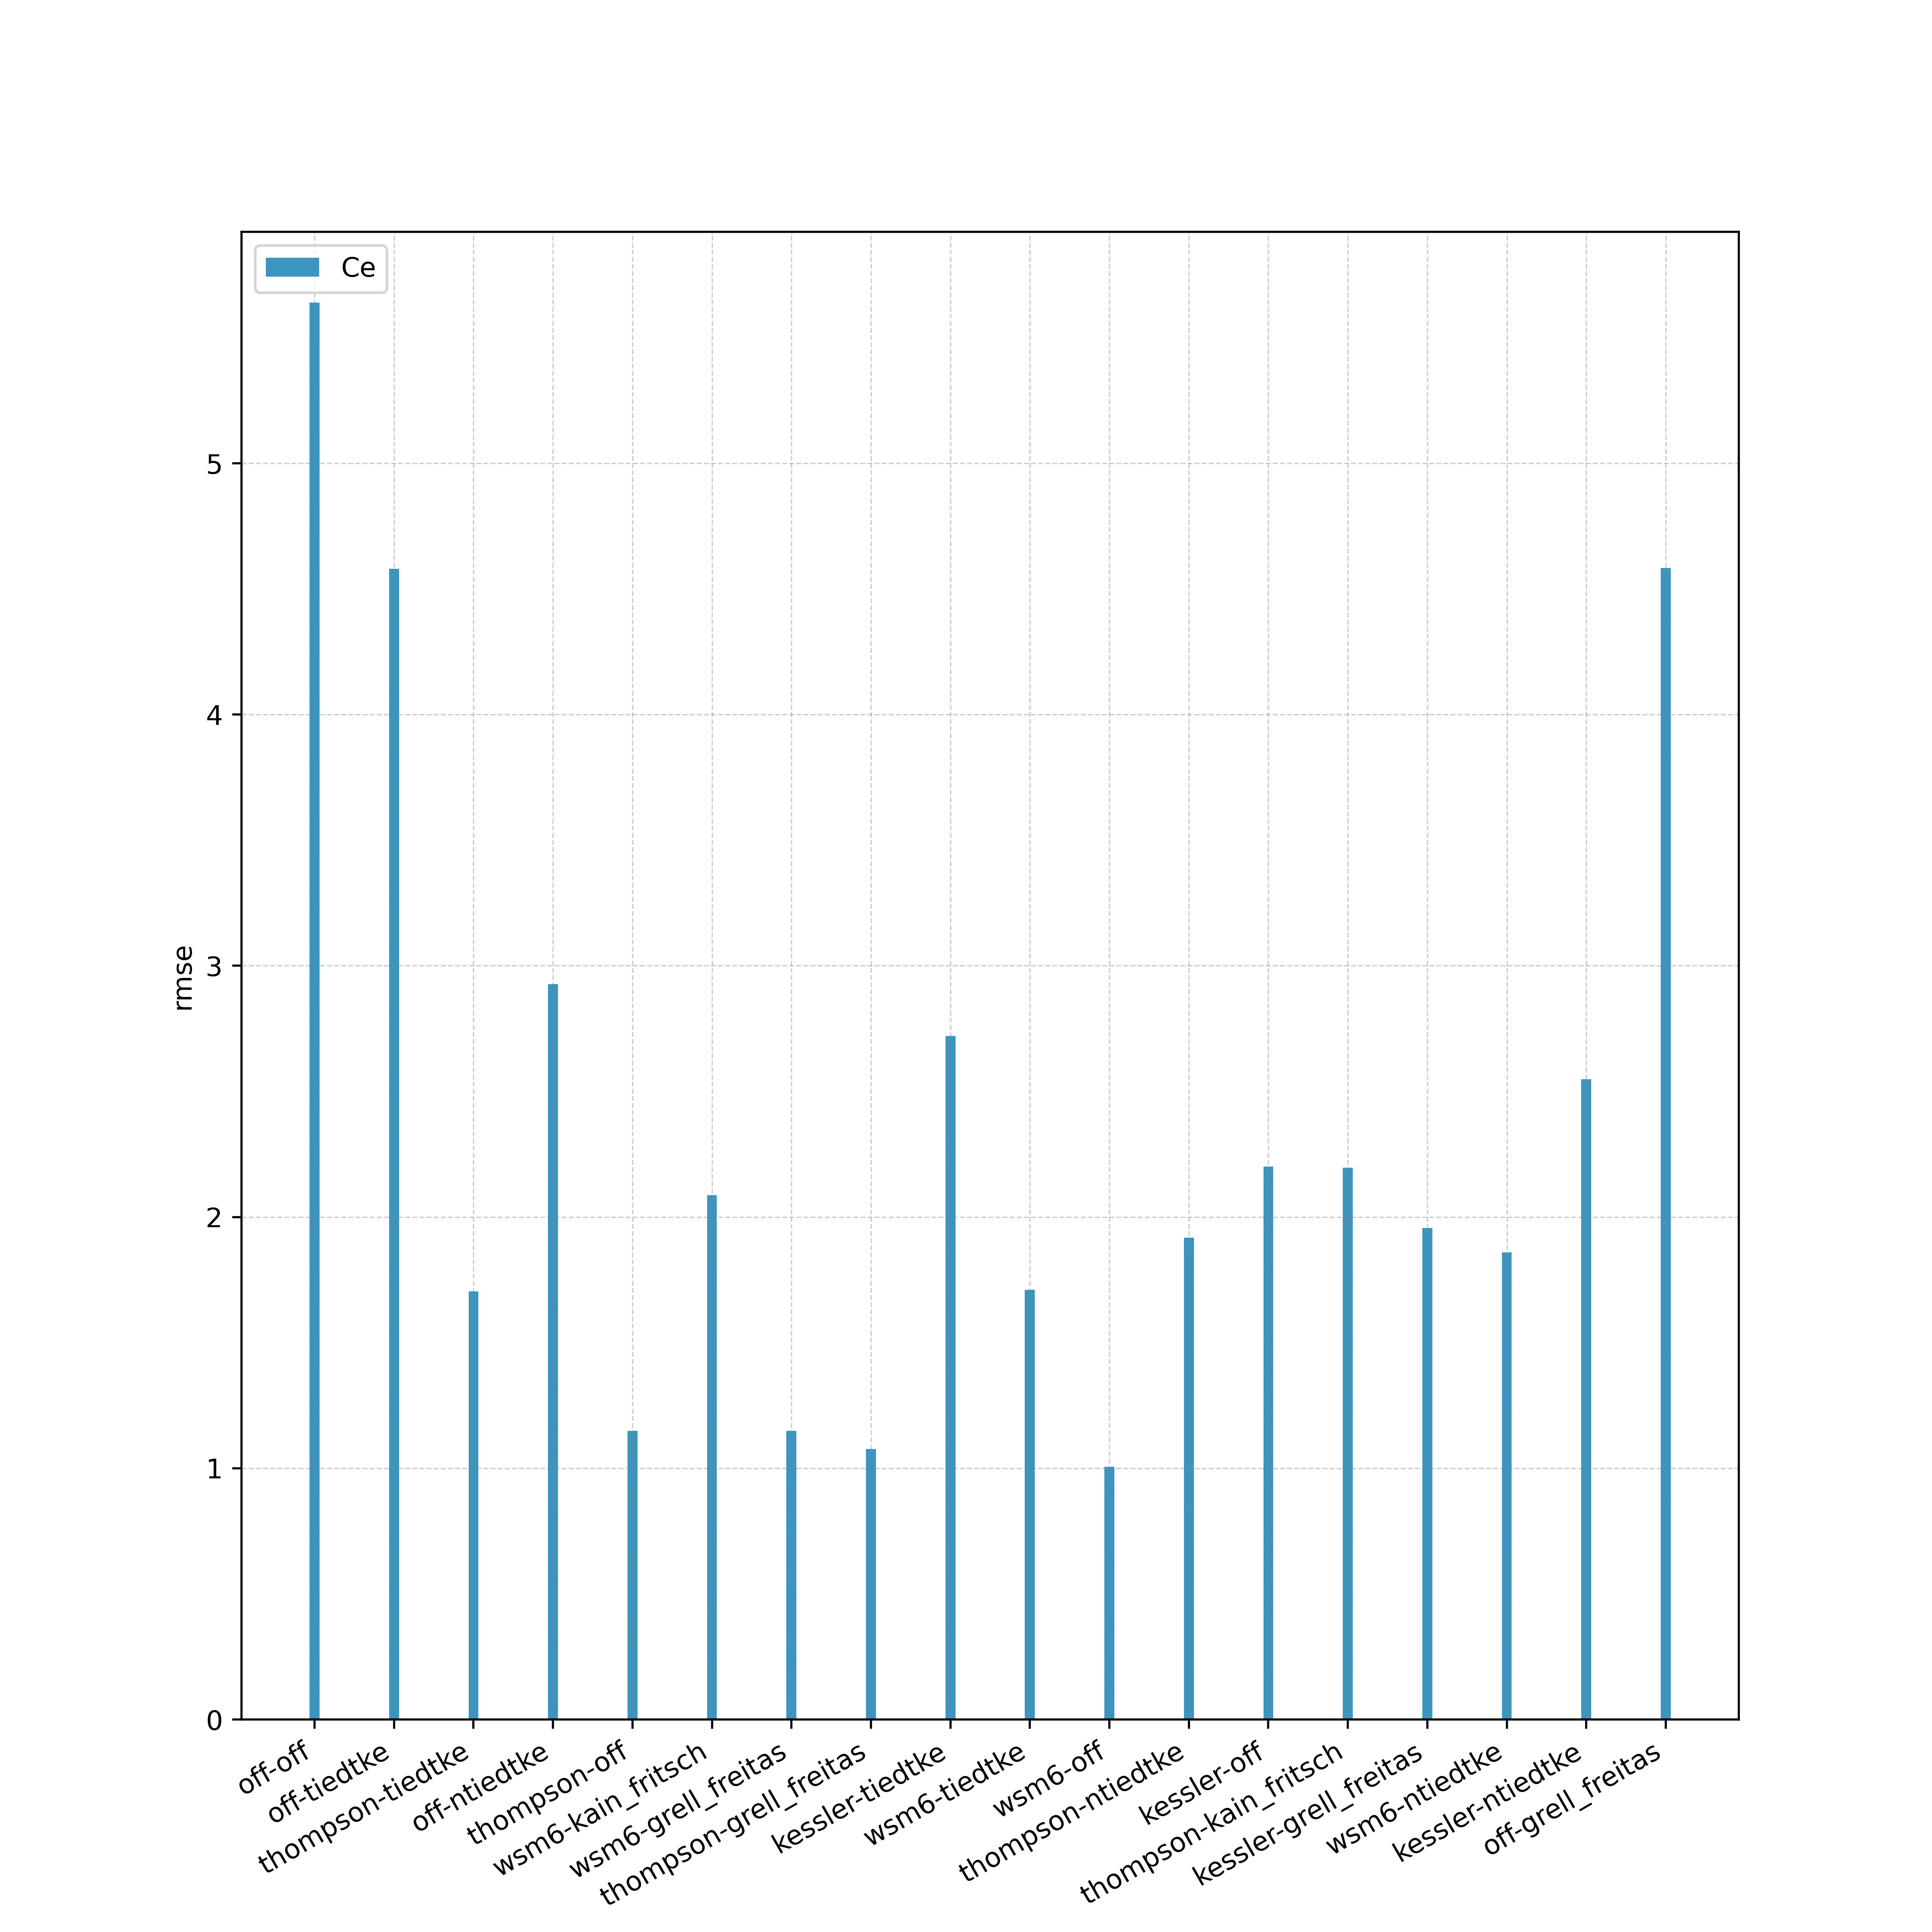 Ce
rmse
5
4
3
2
1
0
off-off
off-tiedtke
thompson-tiedtke
off-ntiedtke
thompson-off
wsm6-kain_fritsch
wsm6-grell_freitas
thompson-grell_freitas
kessler-tiedtke
wsm6-tiedtke
wsm6-off
thompson-ntiedtke
kessler-off
thompson-kain_fritsch
kessler-grell_freitas
wsm6-ntiedtke
kessler-ntiedtke
off-grell_freitas